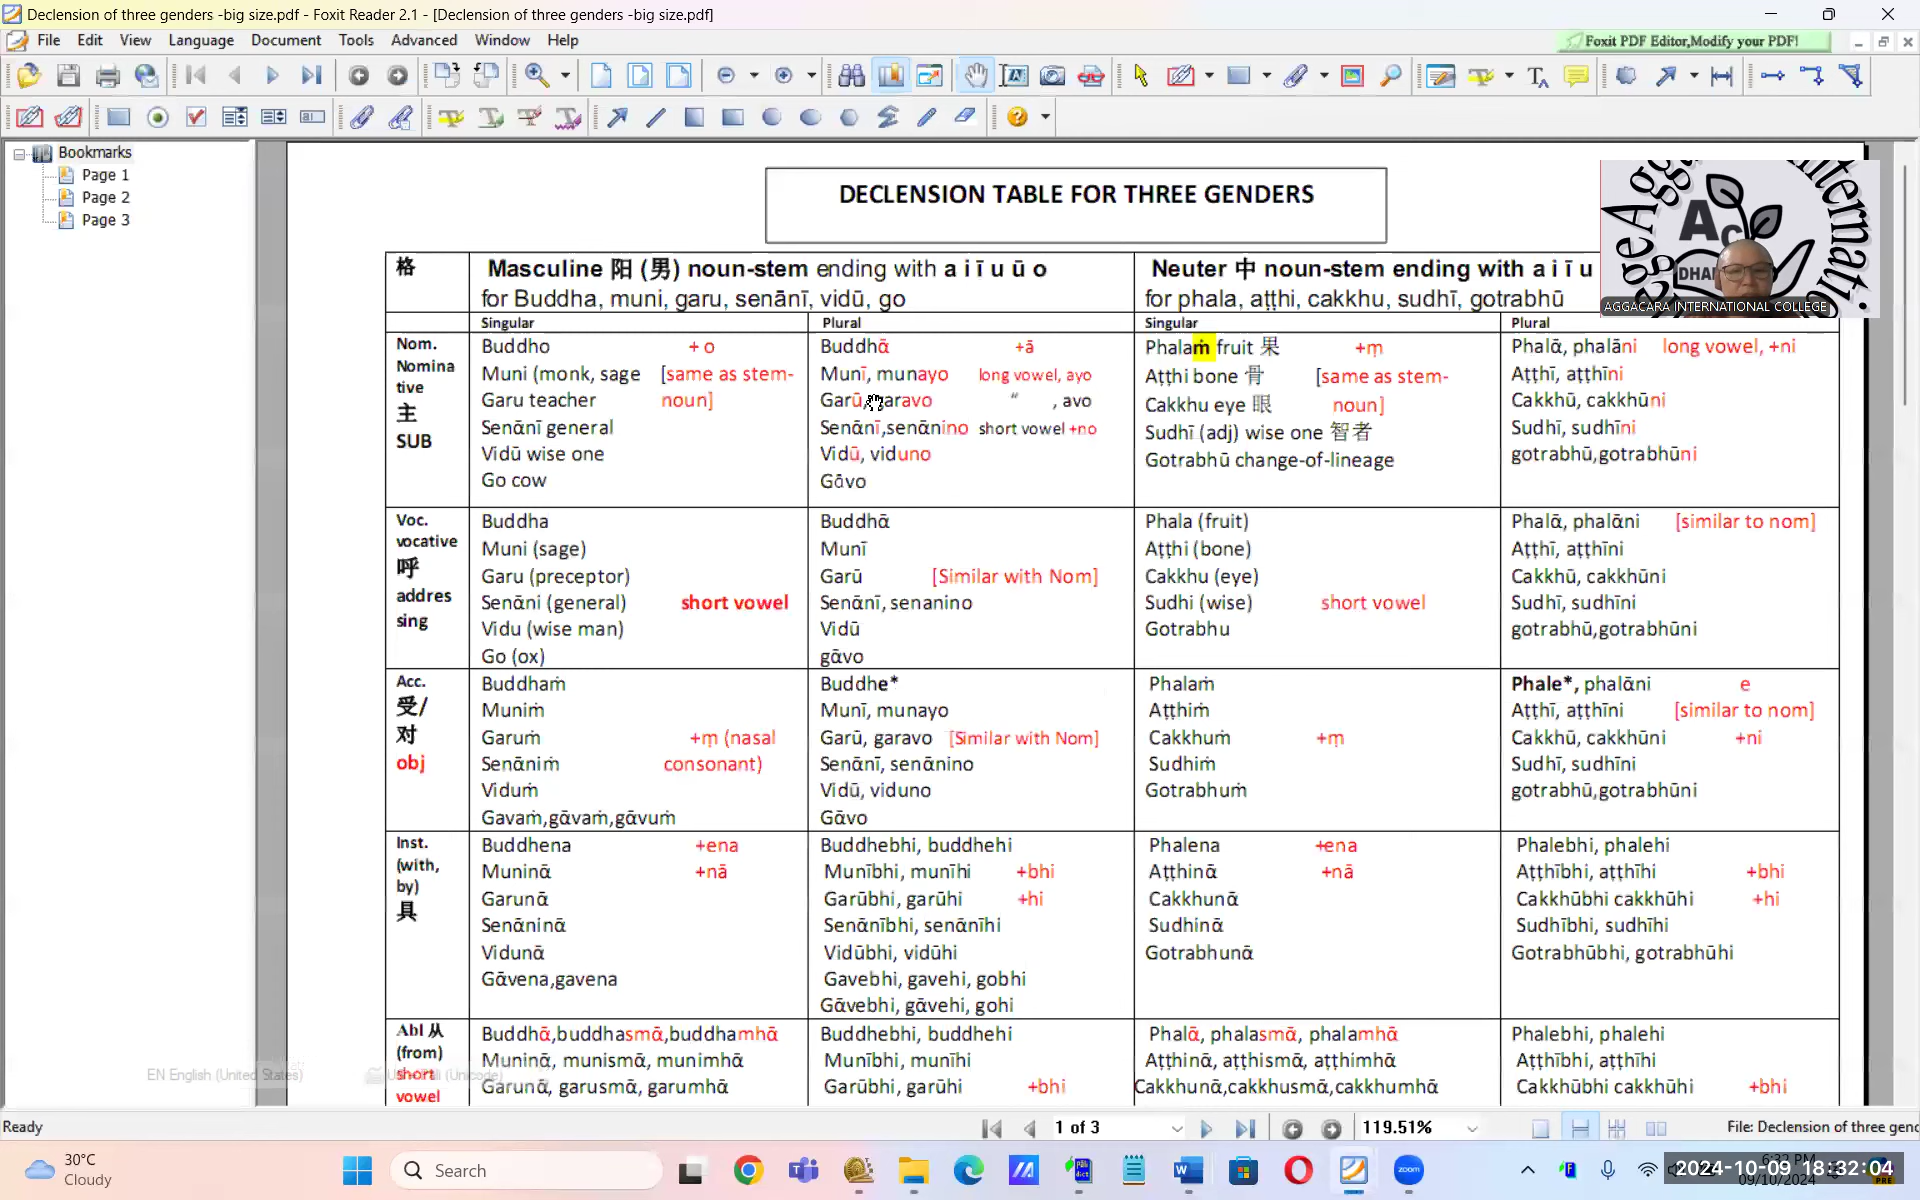 Declension of three genders -big size.pdf - Foxit Reader 2.1 - [Declension of three genders -big size.pdf]
File Edit View Language Document Tools Advanced Window Help
Foxit PDF Editor,Modify your PDF!
Bookmarks
Page 1
Page 2
Page 3
DECLENSION TABLE FOR THREE GENDERS
AGGACARA INTERNATIONAL COLLEGE
格
Masculine 阳 (男) noun-stem ending with a i ī u ū o
for Buddha, muni, garu, senānī, vidū, go
Neuter 中 noun-stem ending with a i ī u
for phala, aṭṭhi, cakkhu, sudhī, gotrabhū
Singular Plural Singular Plural
Nom.
Nomina
tive
主
SUB
Buddho + o
Muni (monk, sage [same as stem-
Garu teacher noun]
Senānī general
Vidū wise one
Go cow
Buddhā +ā
Munī, munayo long vowel, ayo
Garū, garavo “ , avo
Senānī,senānino short vowel +no
Vidū, viduno
Gāvo
Phalaṁ fruit 果 +ṃ
Aṭṭhi bone 骨 [same as stem-
Cakkhu eye 眼 noun]
Sudhī (adj) wise one 智者
Gotrabhū change-of-lineage
Phalā, phalāni long vowel, +ni
Aṭṭhī, aṭṭhīni
Cakkhū, cakkhūni
Sudhī, sudhīni
gotrabhū,gotrabhūni
Voc.
vocative
呼
addres
sing
Buddha
Muni (sage)
Garu (preceptor)
Senāni (general) short vowel
Vidu (wise man)
Go (ox)
Buddhā
Munī
Garū [Similar with Nom]
Senānī, senanino
Vidū
gāvo
Phala (fruit)
Aṭṭhi (bone)
Cakkhu (eye)
Sudhi (wise) short vowel
Gotrabhu
Phalā, phalāni [similar to nom]
Aṭṭhī, aṭṭhīni
Cakkhū, cakkhūni
Sudhī, sudhīni
gotrabhū,gotrabhūni
Acc.
受/
对
obj
Buddhaṁ
Muniṁ
Garuṁ +ṃ (nasal
Senāniṁ consonant)
Viduṁ
Gavaṁ,gāvaṁ,gāvuṁ
Buddhe*
Munī, munayo
Garū, garavo [Similar with Nom]
Senānī, senānino
Vidū, viduno
Gāvo
Phalaṁ
Aṭṭhiṁ
Cakkhuṁ +ṃ
Sudhiṁ
Gotrabhuṁ
Phale*, phalāni e
Aṭṭhī, aṭṭhīni [similar to nom]
Cakkhū, cakkhūni +ni
Sudhī, sudhīni
gotrabhū,gotrabhūni
Inst.
(with,
by)
具
Buddhena +ena
Muninā +nā
Garunā
Senāninā
Vidunā
Gāvena,gavena
Buddhebhi, buddhehi
Munībhi, munīhi +bhi
Garūbhi, garūhi +hi
Senānībhi, senānīhi
Vidūbhi, vidūhi
Gavebhi, gavehi, gobhi
Gāvebhi, gāvehi, gohi
Phalena +ena
Aṭṭhinā +nā
Cakkhunā
Sudhinā
Gotrabhunā
Phalebhi, phalehi
Aṭṭhībhi, aṭṭhīhi +bhi
Cakkhūbhi cakkhūhi +hi
Sudhībhi, sudhīhi
Gotrabhūbhi, gotrabhūhi
Abl 从
(from)
short
vowel
Buddhā,buddhasmā,buddhamhā
Muninā, munismā, munimhā
Garunā, garusmā, garumhā
Buddhebhi, buddhehi
Munībhi, munīhi
Garūbhi, garūhi +bhi
Phalā, phalasmā, phalamhā
Aṭṭhinā, aṭṭhismā, aṭṭhimhā
Cakkhunā,cakkhusmā,cakkhumhā
Phalebhi, phalehi
Aṭṭhībhi, aṭṭhīhi
Cakkhūbhi cakkhūhi +bhi
EN English (United States)
Ready
1 of 3
119.51%
File: Declension of three genc
30°C
Cloudy
Search
zoom
2024-10-09 18:32:04